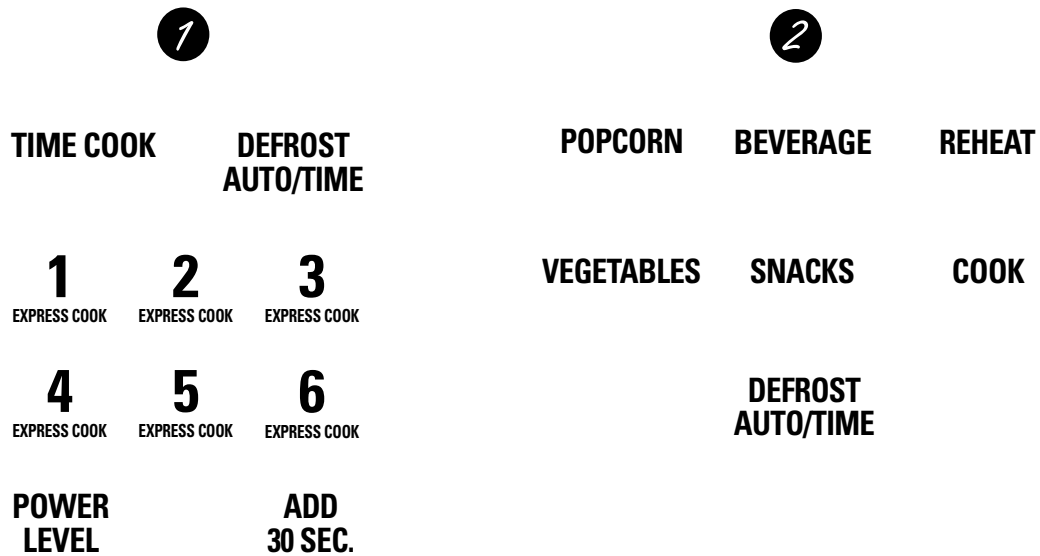 1
TIME COOK
DEFROST
AUTO/TIME
1
EXPRESS COOK
2
EXPRESS COOK
3
EXPRESS COOK
4
EXPRESS COOK
5
EXPRESS COOK
6
EXPRESS COOK
POWER
LEVEL
ADD
30 SEC.
2
POPCORN
BEVERAGE
REHEAT
VEGETABLES
SNACKS
COOK
DEFROST
AUTO/TIME